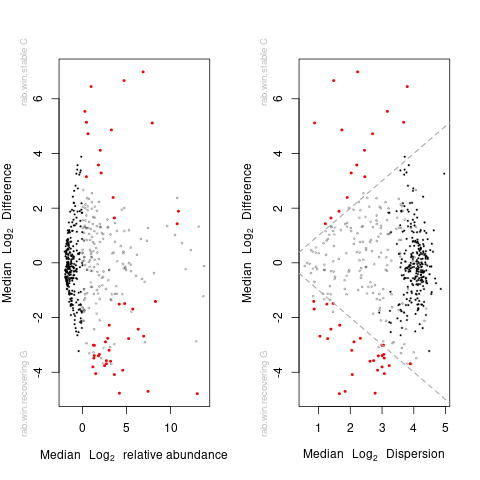 rab.win.stable C
rab.win.recovering G
Median Log2 Difference
6
4
2
0
-2
-4
0 5 10
Median Log2 relative abundance
rab.win.stable C
rab.win.recovering G
Median Log2 Difference
6
4
2
0
-2
-4
1 2 3 4 5
Median Log2 Dispersion